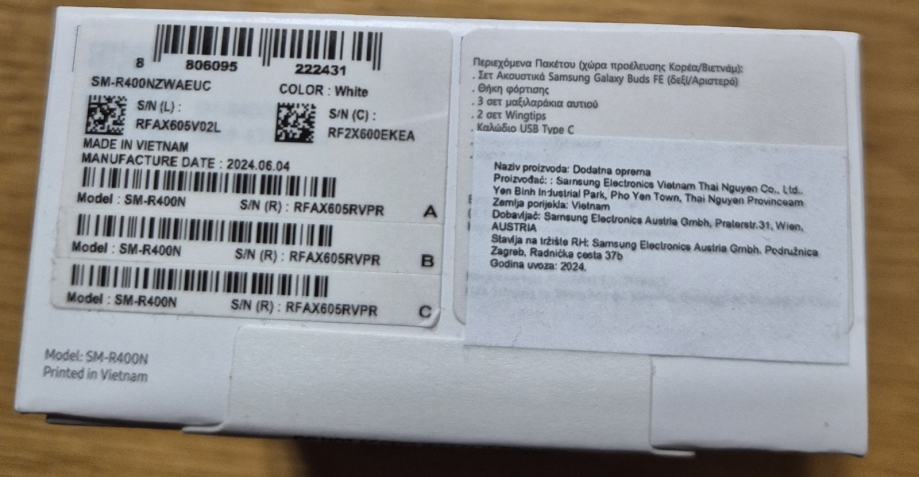 8 806095 222431
SM-R400NZWAEUC
COLOR : White
S/N (L) :
RFAX605V02L
S/N (C) :
RF2X600EKEA
MADE IN VIETNAM
MANUFACTURE DATE : 2024.06.04
Model : SM-R400N S/N (R) : RFAX605RVPR A
Model : SM-R400N S/N (R) : RFAX605RVPR B
Model : SM-R400N S/N (R) : RFAX605RVPR C
Model: SM-R400N
Printed in Vietnam
Περιεχόμενα Πακέτου (χώρα προέλευσης Κορέα/Βιετνάμ):
. Σετ Ακουστικά Samsung Galaxy Buds FE (δεξί/Αριστερό)
. Θήκη φόρτισης
. 3 σετ μαξιλαράκια αυτιού
. 2 σετ Wingtips
. Καλώδιο USB Type C
Naziv proizvoda: Dodatna oprema
Proizvođač: : Samsung Electronics Vietnam Thai Nguyen Co., Ltd..
Yen Binh Industrial Park, Pho Yen Town, Thai Nguyen Provinceam
Zemlja porijekla: Vietnam
Dobavljač: Samsung Electronics Austria Gmbh, Praterstr.31, Wien,
AUSTRIA
Stavlja na tržište RH: Samsung Electronics Austria Gmbh. Podružnica
Zagreb, Radnička cesta 37b
Godina uvoza: 2024.